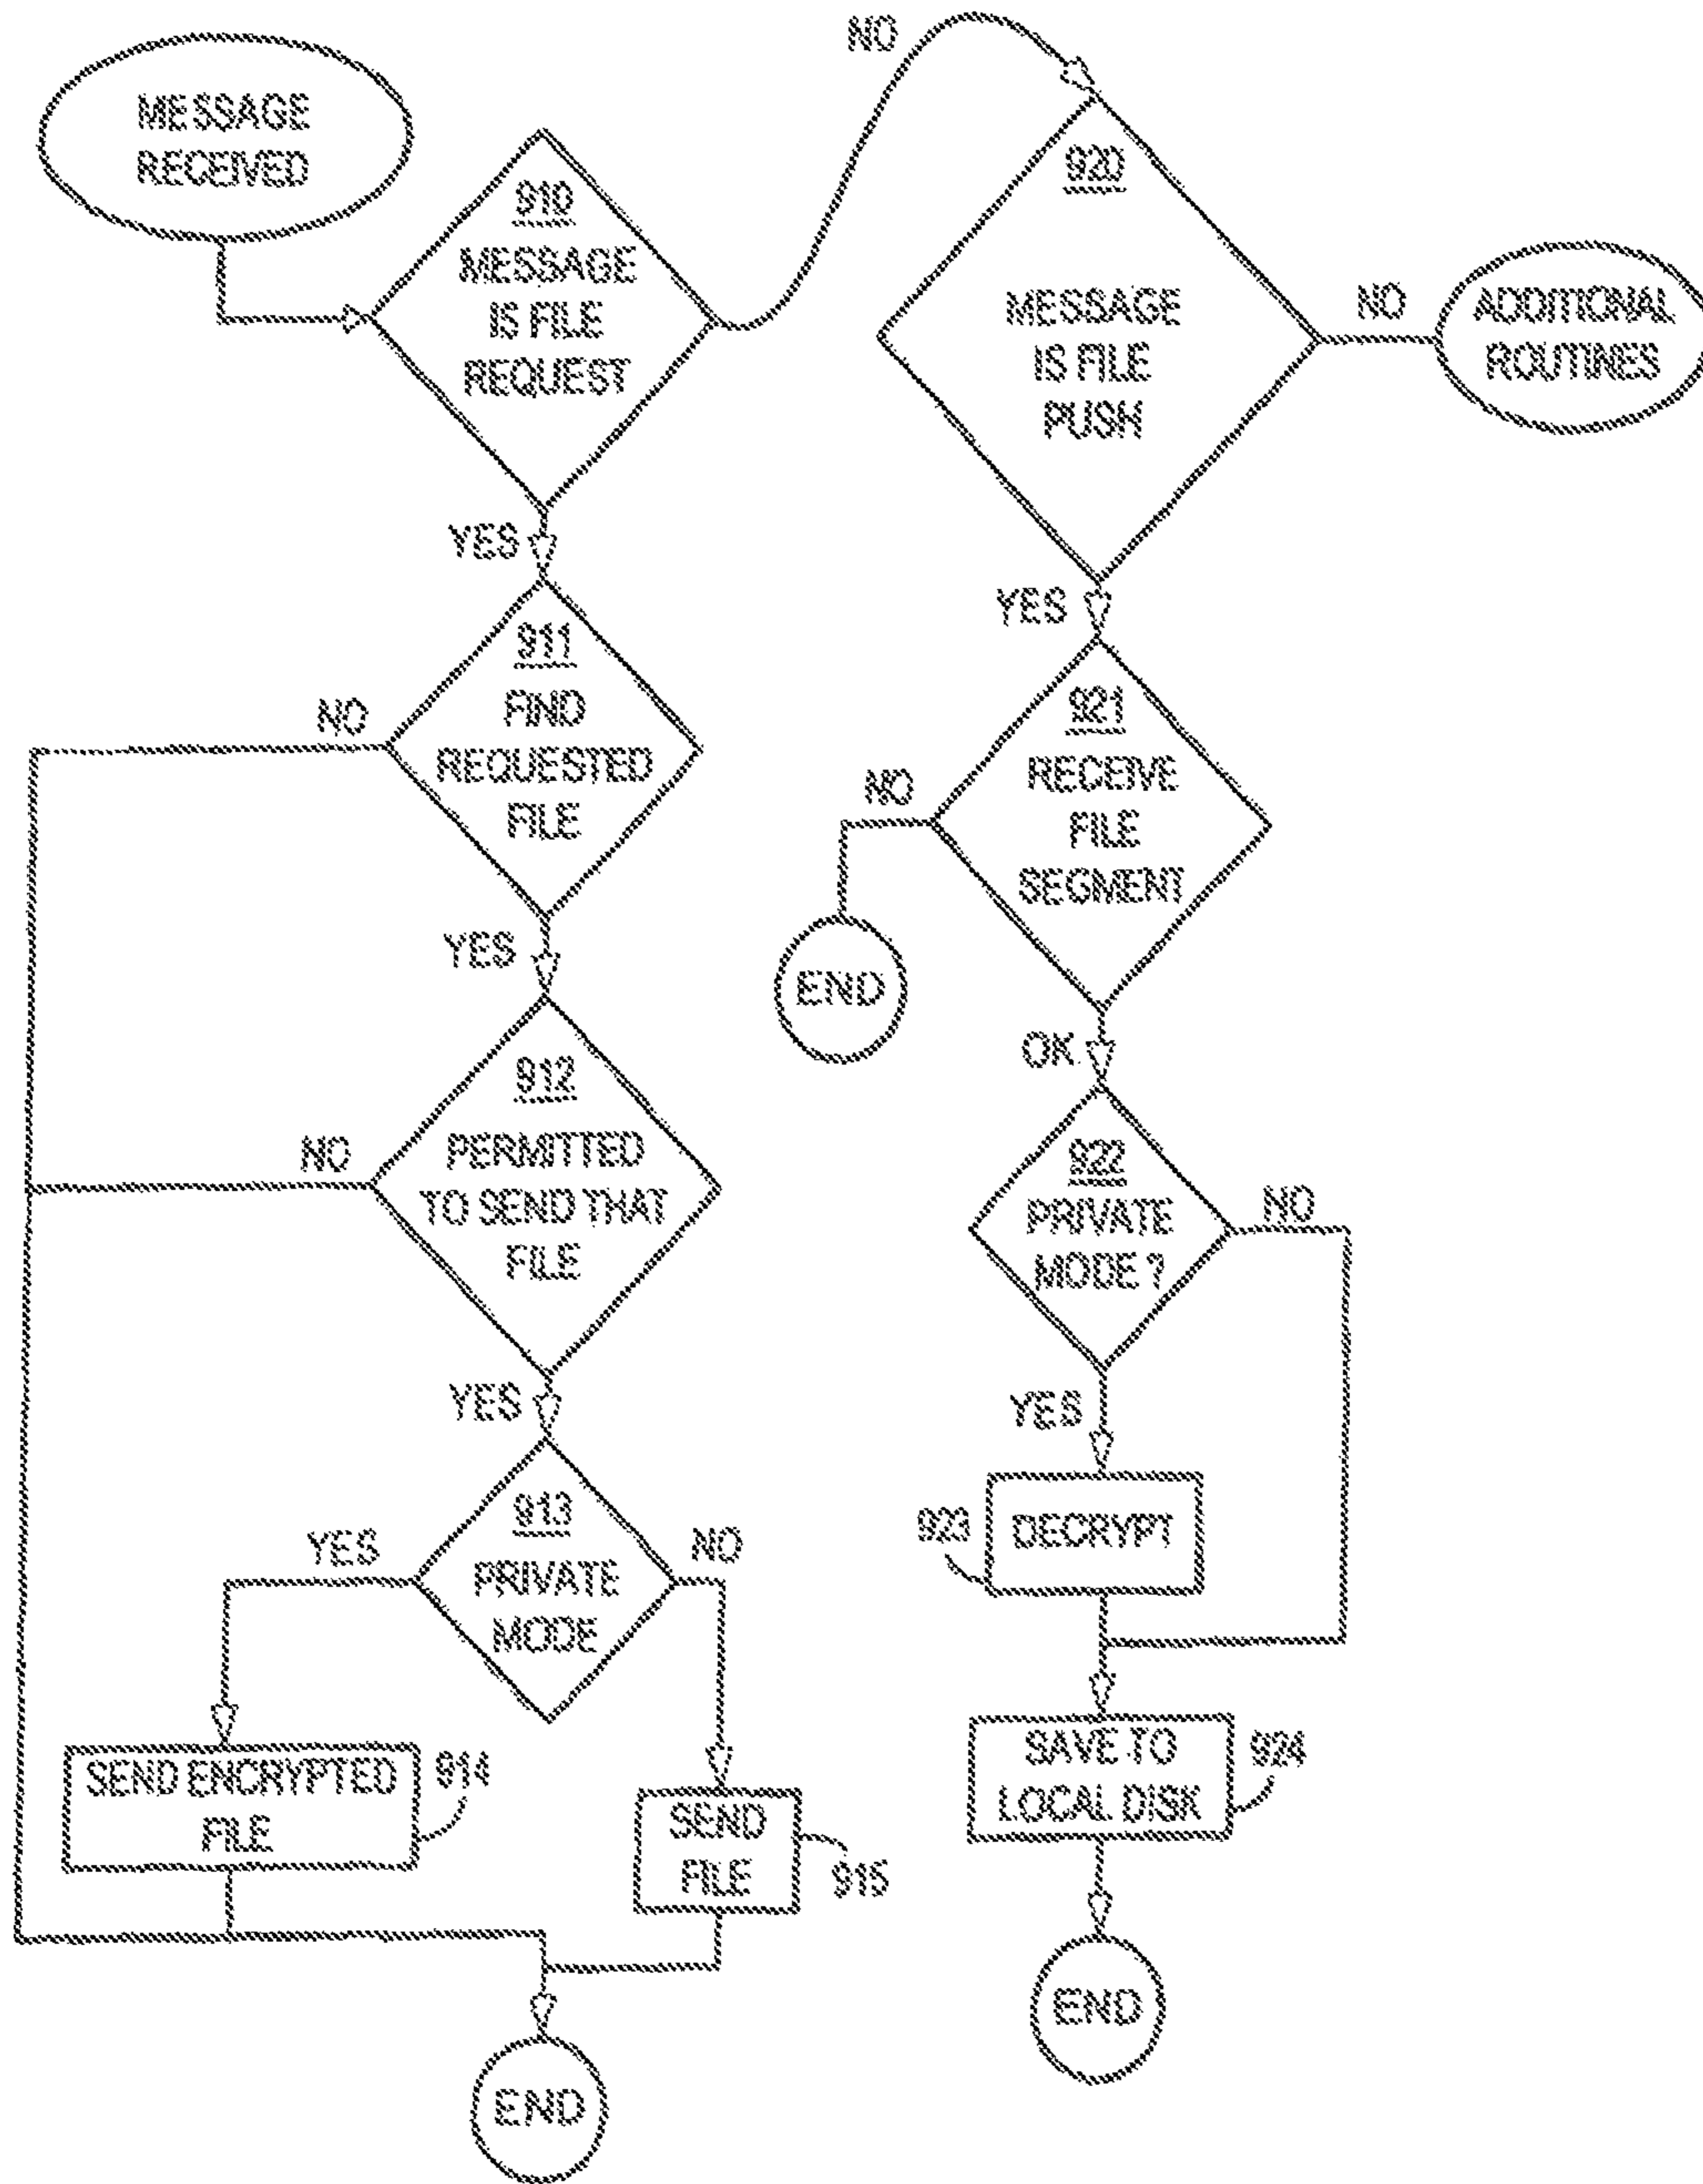 MESSAGE
RECEIVED
910
MESSAGE
IS FILE
REQUEST
NO
YES
911
FIND
REQUESTED
FILE
NO
YES
912
PERMITTED
TO SEND THAT
FILE
NO
YES
913
PRIVATE
MODE
YES
NO
SEND ENCRYPTED
FILE
914
SEND
FILE
915
END
920
MESSAGE
IS FILE
PUSH
NO
ADDITIONAL
ROUTINES
YES
921
RECEIVE
FILE
SEGMENT
NO
END
OK
922
PRIVATE
MODE ?
NO
YES
923
DECRYPT
SAVE TO
LOCAL DISK
924
END